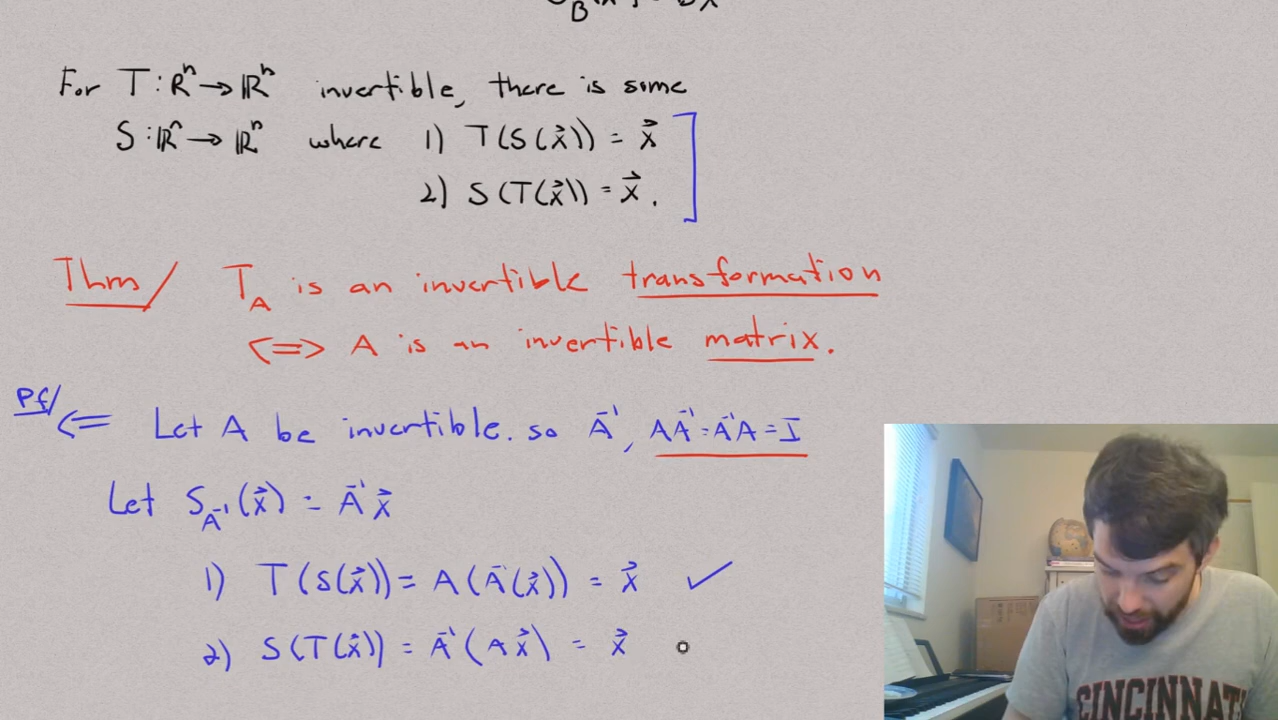 For T : ℝⁿ → ℝⁿ invertible, there is some
S : ℝⁿ → ℝⁿ where 1) T(S(x⃗)) = x⃗
2) S(T(x⃗)) = x⃗.
Thm/ T_A is an invertible transformation
<=> A is an invertible matrix.
Pf/ <= Let A be invertible. so A⁻¹, AA⁻¹=A⁻¹A=I
Let S_A⁻¹(x⃗) = A⁻¹x⃗
1) T(S(x⃗)) = A(A⁻¹(x⃗)) = x⃗ ✓
2) S(T(x⃗)) = A⁻¹(Ax⃗) = x⃗
CINCINNATI